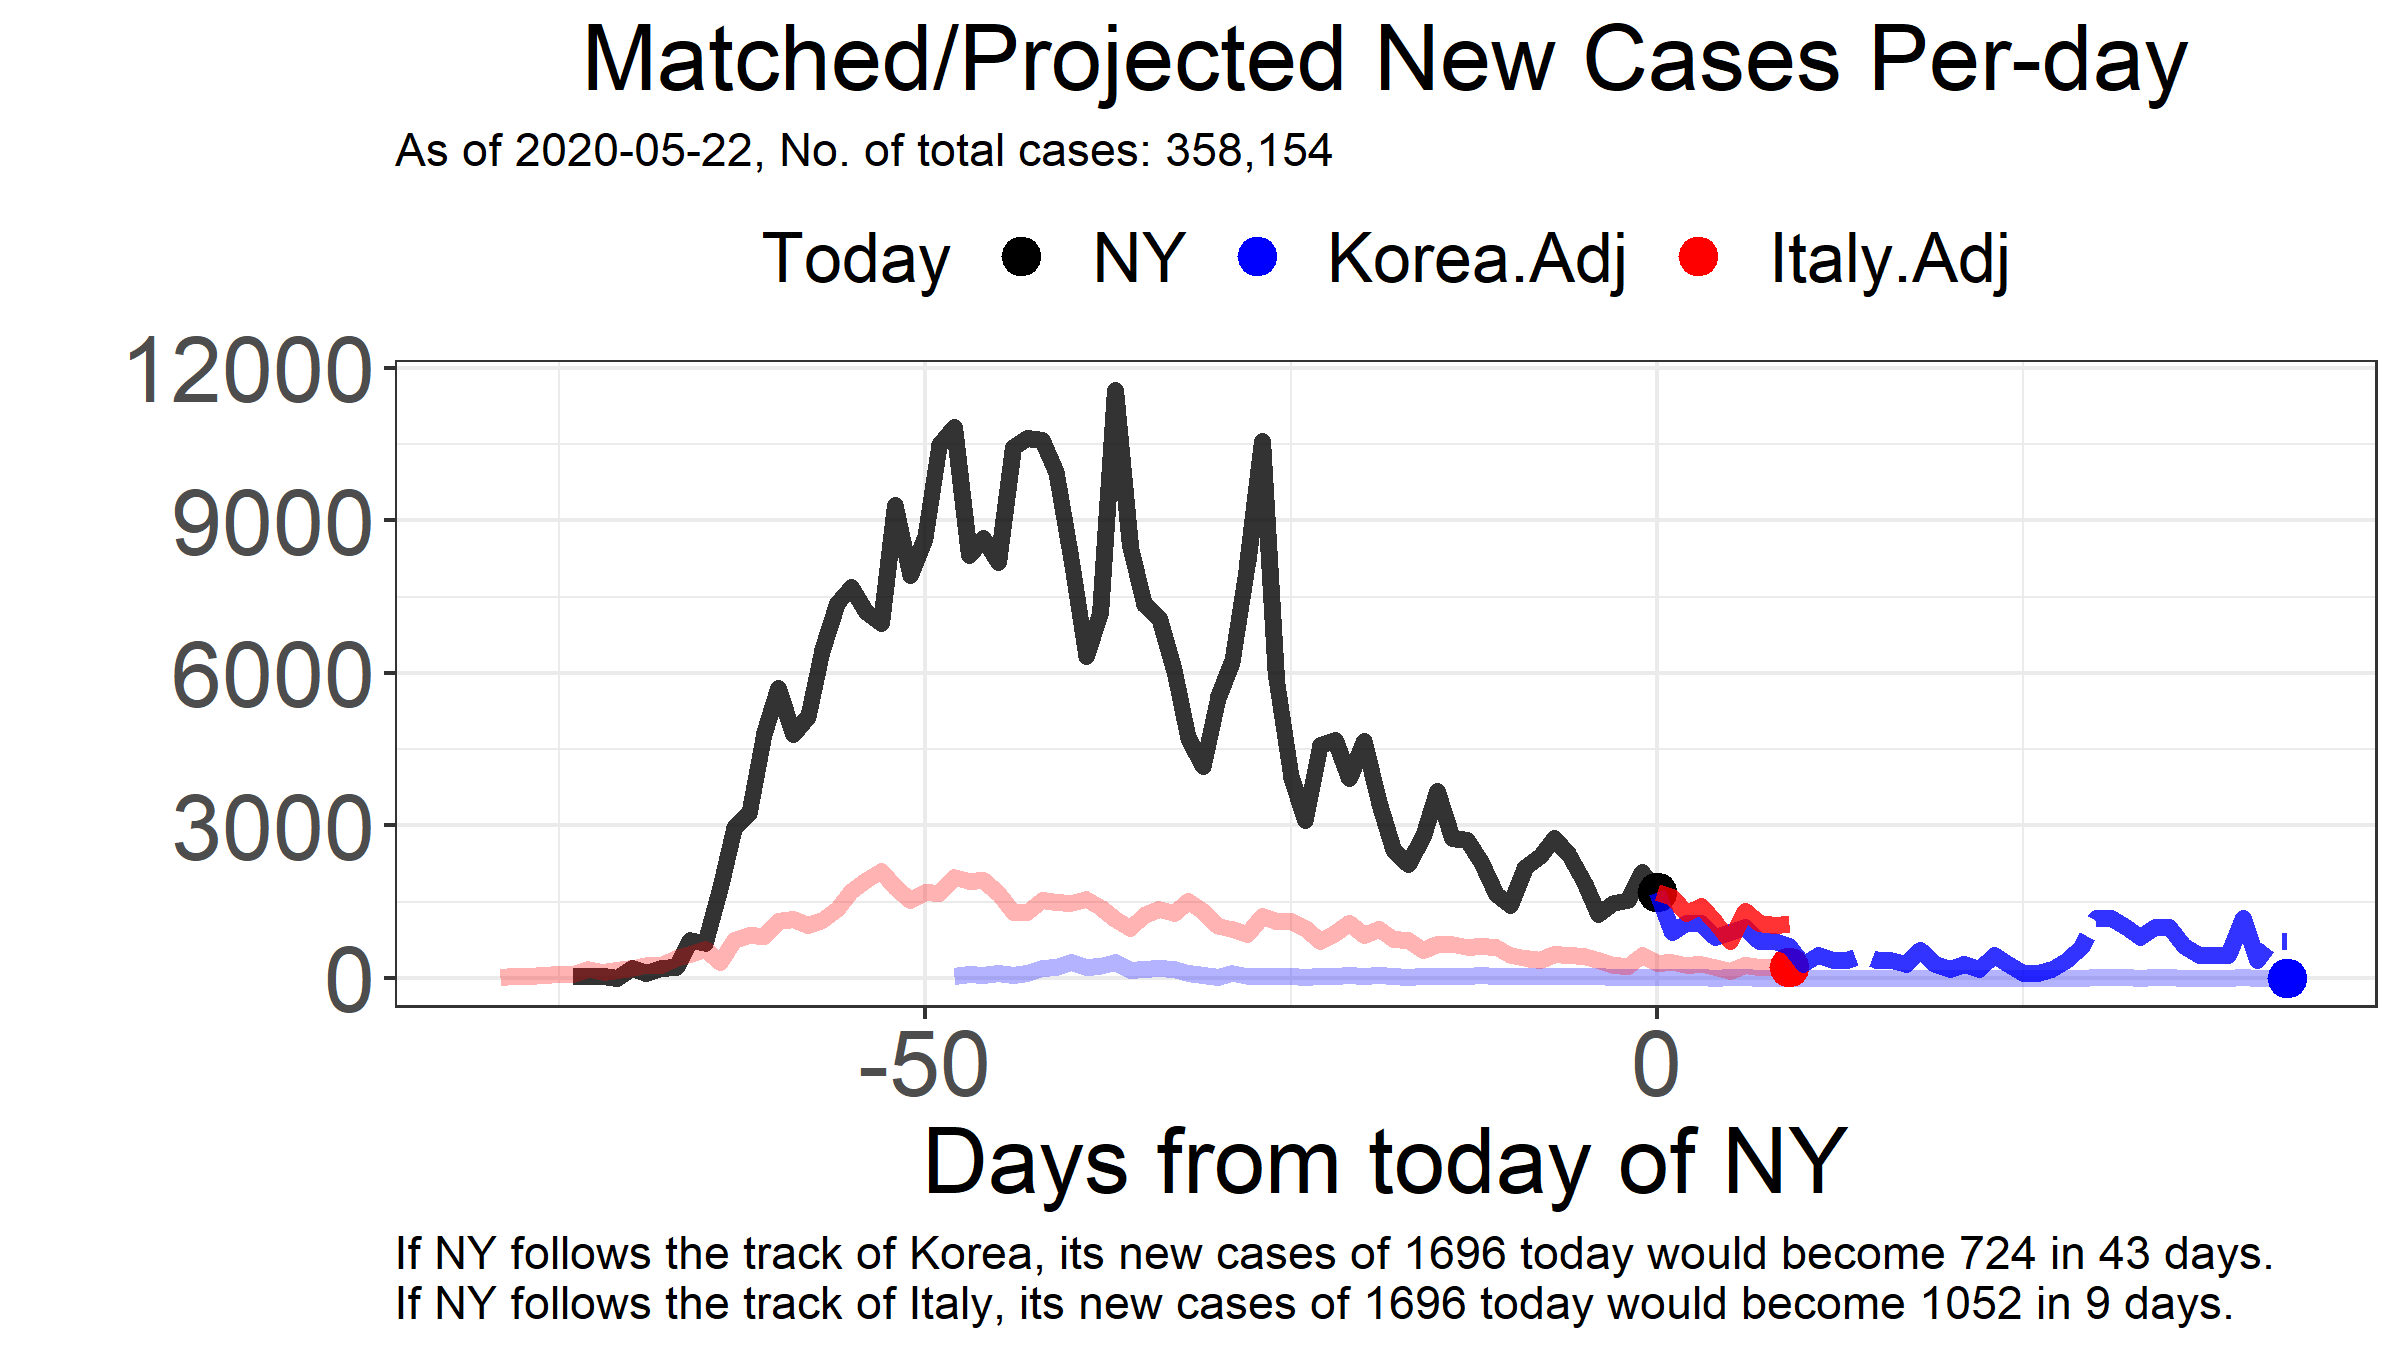 Matched/Projected New Cases Per-day
As of 2020-05-22, No. of total cases: 358,154
Today NY Korea.Adj Italy.Adj
12000
9000
6000
3000
0
-50 0
Days from today of NY
If NY follows the track of Korea, its new cases of 1696 today would become 724 in 43 days.
If NY follows the track of Italy, its new cases of 1696 today would become 1052 in 9 days.